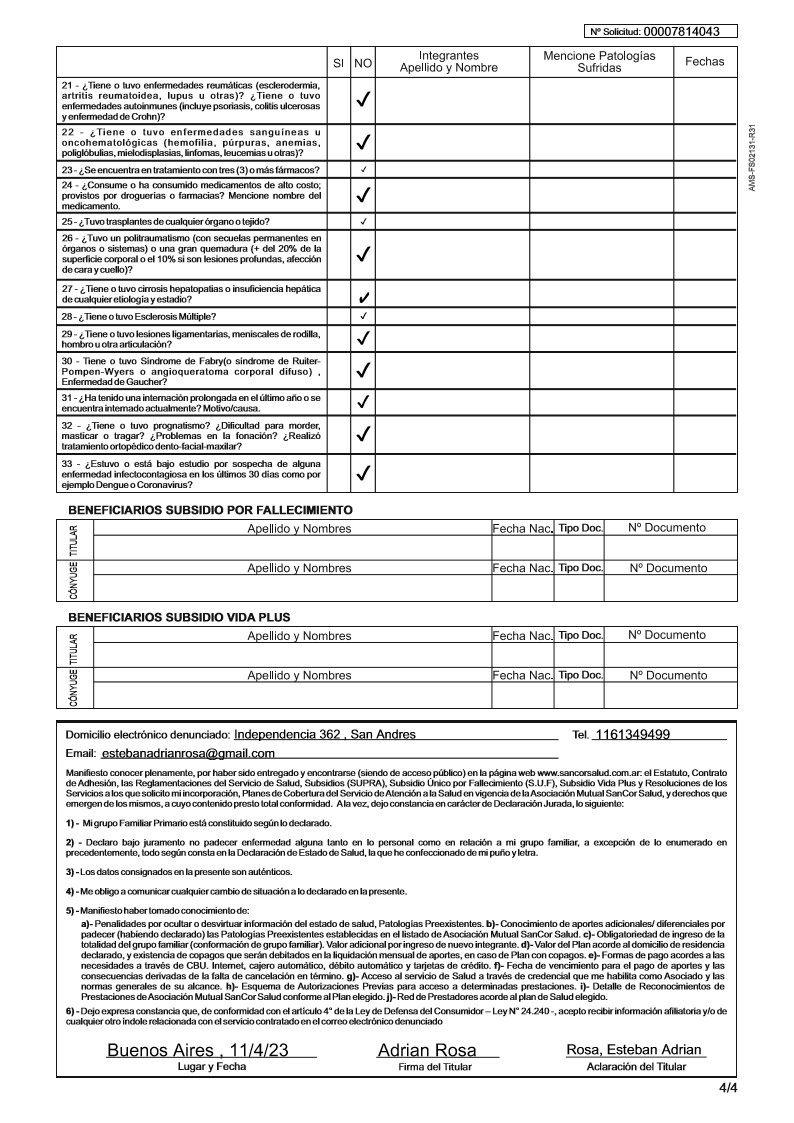 Nº Solicitud: 00007814043
SI
NO
Integrantes
Apellido y Nombre
Mencione Patologías
Sufridas
Fechas
21 - ¿Tiene o tuvo enfermedades reumáticas (esclerodermia,
artritis reumatoidea, lupus u otras)? ¿Tiene o tuvo
enfermedades autoinmunes (incluye psoriasis, colitis ulcerosas
y enfermedad de Crohn)?
✓
22 - ¿Tiene o tuvo enfermedades sanguíneas u
oncohematológicas (hemofilia, púrpuras, anemias,
poliglóbulias, mielodisplasias, linfomas, leucemias u otras)?
✓
23 - ¿Se encuentra en tratamiento con tres (3) o más fármacos?
✓
24 - ¿Consume o ha consumido medicamentos de alto costo;
provistos por droguerías o farmacias? Mencione nombre del
medicamento.
✓
25 - ¿Tuvo trasplantes de cualquier órgano o tejido?
✓
26 - ¿Tuvo un politraumatismo (con secuelas permanentes en
órganos o sistemas) o una gran quemadura (+ del 20% de la
superficie corporal o el 10% si son lesiones profundas, afección
de cara y cuello)?
✓
27 - ¿Tiene o tuvo cirrosis hepatopatias o insuficiencia hepática
de cualquier etiología y estadio?
✓
28 - ¿Tiene o tuvo Esclerosis Múltiple?
✓
29 - ¿Tiene o tuvo lesiones ligamentarias, meniscales de rodilla,
hombro u otra articulación?
✓
30 - Tiene o tuvo Sindrome de Fabry(o síndrome de Ruiter-
Pompen-Wyers o angioqueratoma corporal difuso) ,
Enfermedad de Gaucher?
✓
31 - ¿Ha tenido una internación prolongada en el último año o se
encuentra internado actualmente? Motivo/causa.
✓
32 - ¿Tiene o tuvo prognatismo? ¿Dificultad para morder,
masticar o tragar? ¿Problemas en la fonación? ¿Realizó
tratamiento ortopédico dento-facial-maxilar?
✓
33 - ¿Estuvo o está bajo estudio por sospecha de alguna
enfermedad infectocontagiosa en los últimos 30 días como por
ejemplo Dengue o Coronavirus?
✓
AMS-FS02131-R31
BENEFICIARIOS SUBSIDIO POR FALLECIMIENTO
TITULAR
Apellido y Nombres
Fecha Nac.
Tipo Doc.
Nº Documento
CÓNYUGE
Apellido y Nombres
Fecha Nac.
Tipo Doc.
Nº Documento
BENEFICIARIOS SUBSIDIO VIDA PLUS
TITULAR
Apellido y Nombres
Fecha Nac.
Tipo Doc.
Nº Documento
CÓNYUGE
Apellido y Nombres
Fecha Nac.
Tipo Doc.
Nº Documento
Domicilio electrónico denunciado: Independencia 362 , San Andres
Tel. 1161349499
Email: estebanadrianrosa@gmail.com
Manifiesto conocer plenamente, por haber sido entregado y encontrarse (siendo de acceso público) en la página web www.sancorsalud.com.ar: el Estatuto, Contrato
de Adhesión, las Reglamentaciones del Servicio de Salud, Subsidios (SUPRA), Subsidio Único por Fallecimiento (S.U.F), Subsidio Vida Plus y Resoluciones de los
Servicios a los que solicito mi incorporación, Planes de Cobertura del Servicio de Atención a la Salud en vigencia de la Asociación Mutual SanCor Salud, y derechos que
emergen de los mismos, a cuyo contenido presto total conformidad. A la vez, dejo constancia en carácter de Declaración Jurada, lo siguiente:
1) - Mi grupo Familiar Primario está constituido según lo declarado.
2) - Declaro bajo juramento no padecer enfermedad alguna tanto en lo personal como en relación a mi grupo familiar, a excepción de lo enumerado en
precedentemente, todo según consta en la Declaración de Estado de Salud, la que he confeccionado de mi puño y letra.
3) - Los datos consignados en la presente son auténticos.
4) - Me obligo a comunicar cualquier cambio de situación a lo declarado en la presente.
5) - Manifiesto haber tomado conocimiento de:
a)- Penalidades por ocultar o desvirtuar información del estado de salud, Patologías Preexistentes. b)- Conocimiento de aportes adicionales/ diferenciales por
padecer (habiendo declarado) las Patologías Preexistentes establecidas en el listado de Asociación Mutual SanCor Salud. c)- Obligatoriedad de ingreso de la
totalidad del grupo familiar (conformación de grupo familiar). Valor adicional por ingreso de nuevo integrante. d)- Valor del Plan acorde al domicilio de residencia
declarado, y existencia de copagos que serán debitados en la liquidación mensual de aportes, en caso de Plan con copagos. e)- Formas de pago acordes a las
necesidades a través de CBU. Internet, cajero automático, débito automático y tarjetas de crédito. f)- Fecha de vencimiento para el pago de aportes y las
consecuencias derivadas de la falta de cancelación en término. g)- Acceso al Servicio de Salud a través de credencial que me habilita como Asociado y las
normas generales de su alcance. h)- Esquema de Autorizaciones Previas para acceso a determinadas prestaciones. i)- Detalle de Reconocimientos de
Prestaciones de Asociación Mutual SanCor Salud conforme al Plan elegido. j)- Red de Prestadores acorde al plan de Salud elegido.
6) - Dejo expresa constancia que, de conformidad con el artículo 4° de la Ley de Defensa del Consumidor – Ley N° 24.240 -, acepto recibir información afiliatoria y/o de
cualquier otro índole relacionada con el servicio contratado en el correo electrónico denunciado
Buenos Aires , 11/4/23
Adrian Rosa
Rosa, Esteban Adrian
Lugar y Fecha
Firma del Titular
Aclaración del Titular
4/4